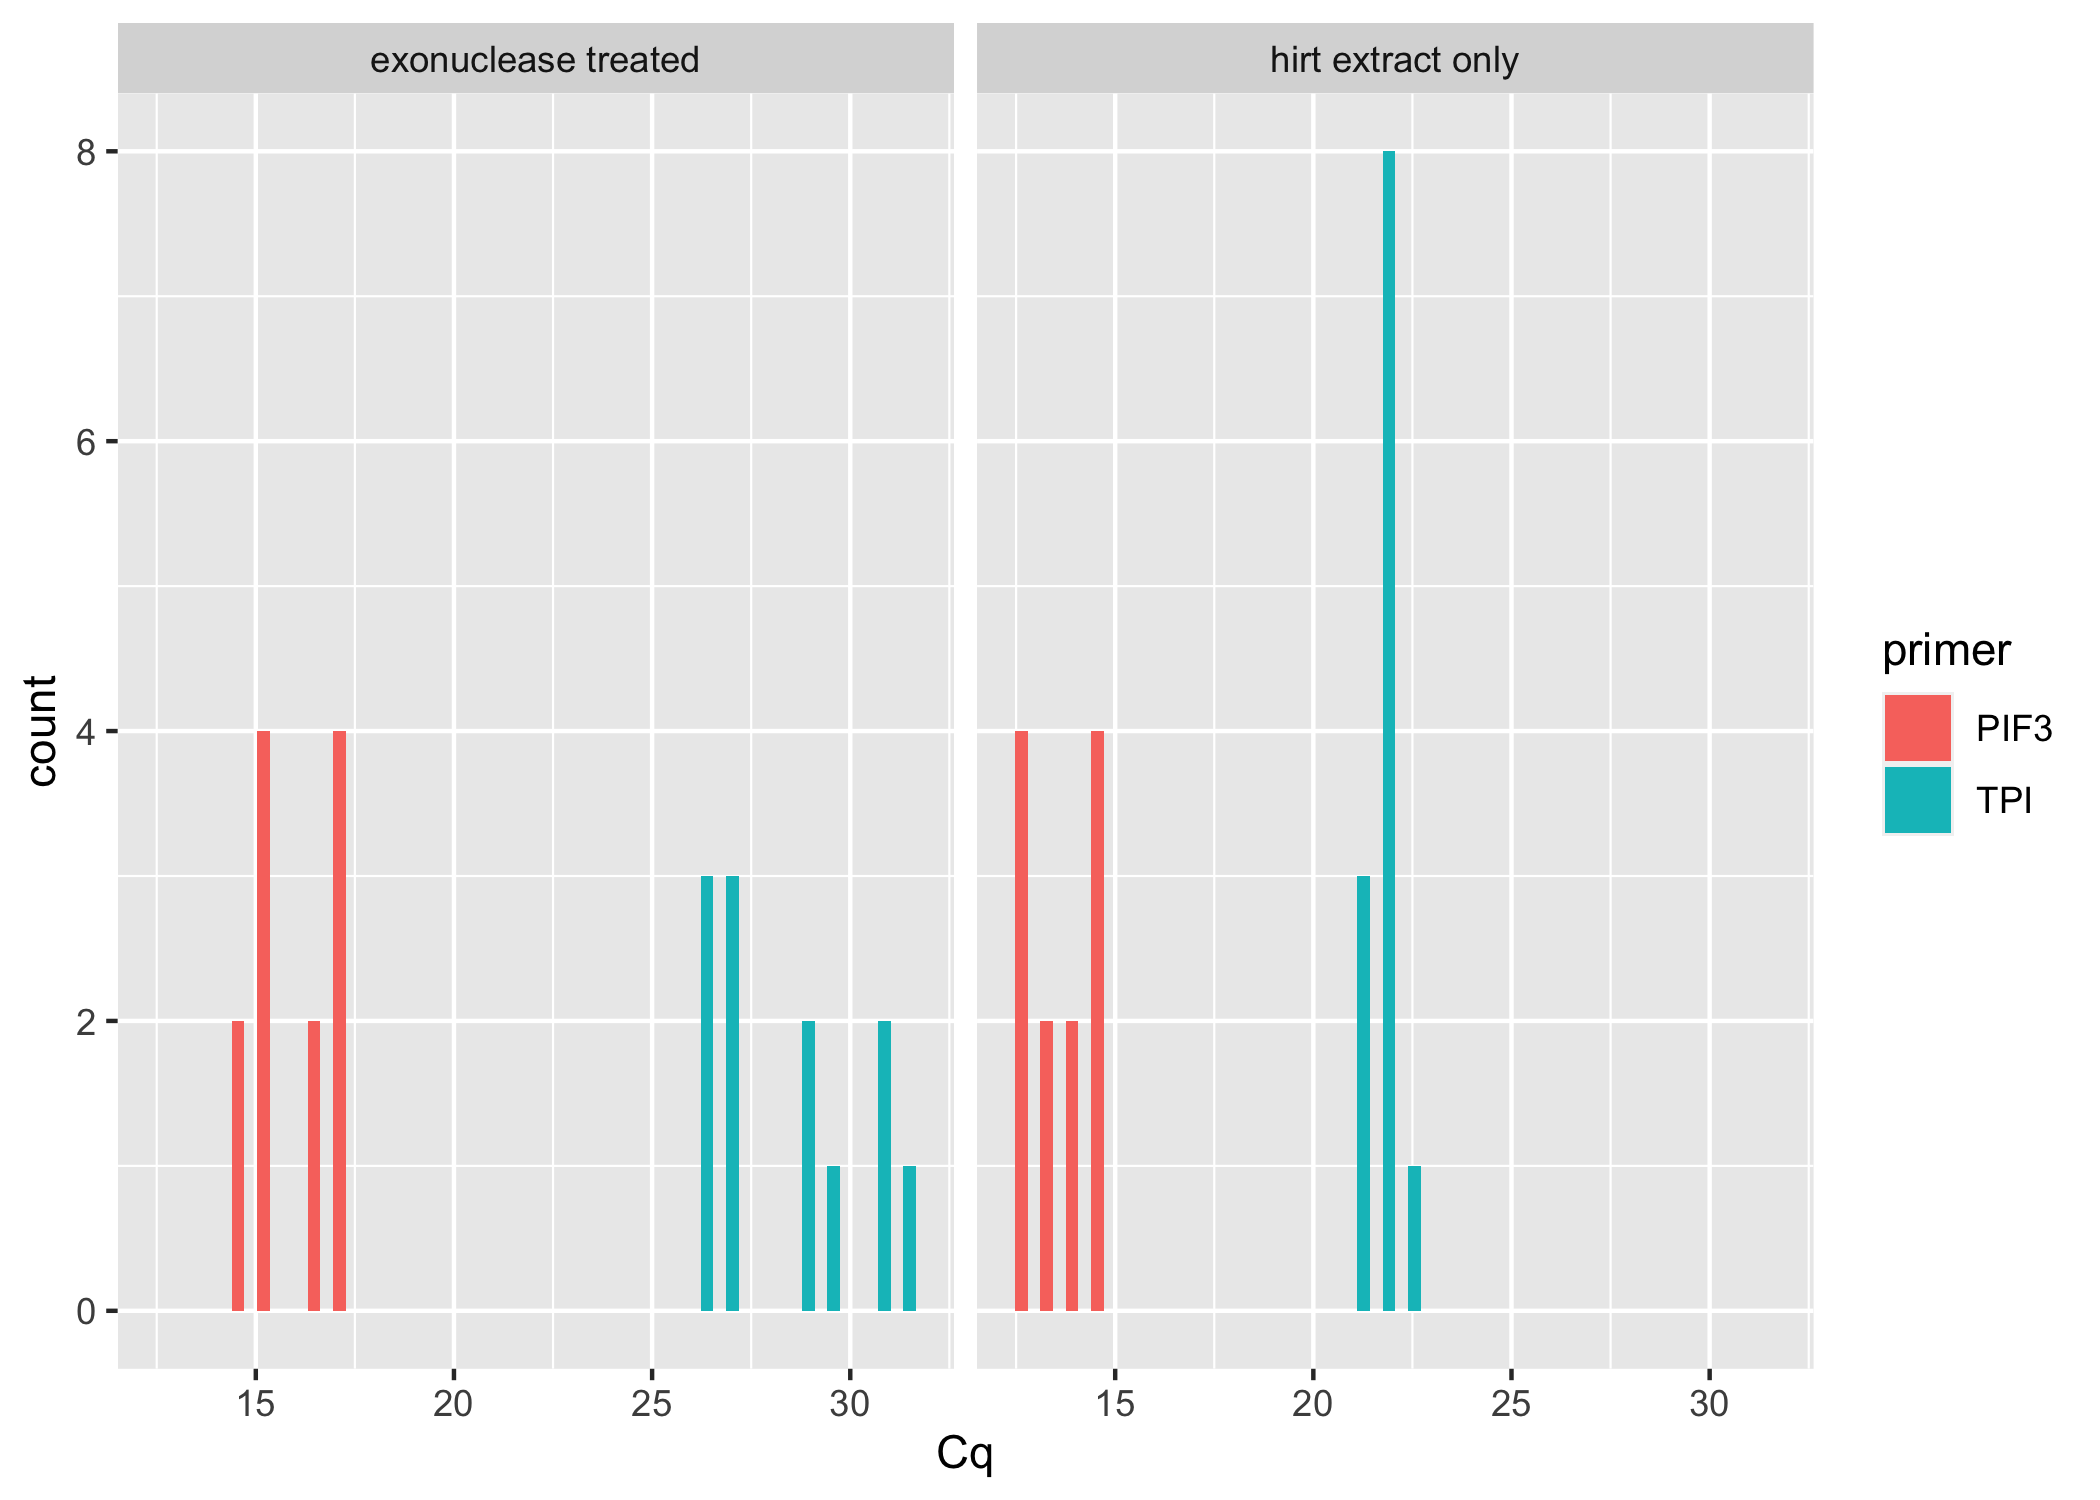 exonuclease treated
hirt extract only
8
6
4
2
0
count
15 20 25 30
15 20 25 30
Cq
primer
PIF3
TPI